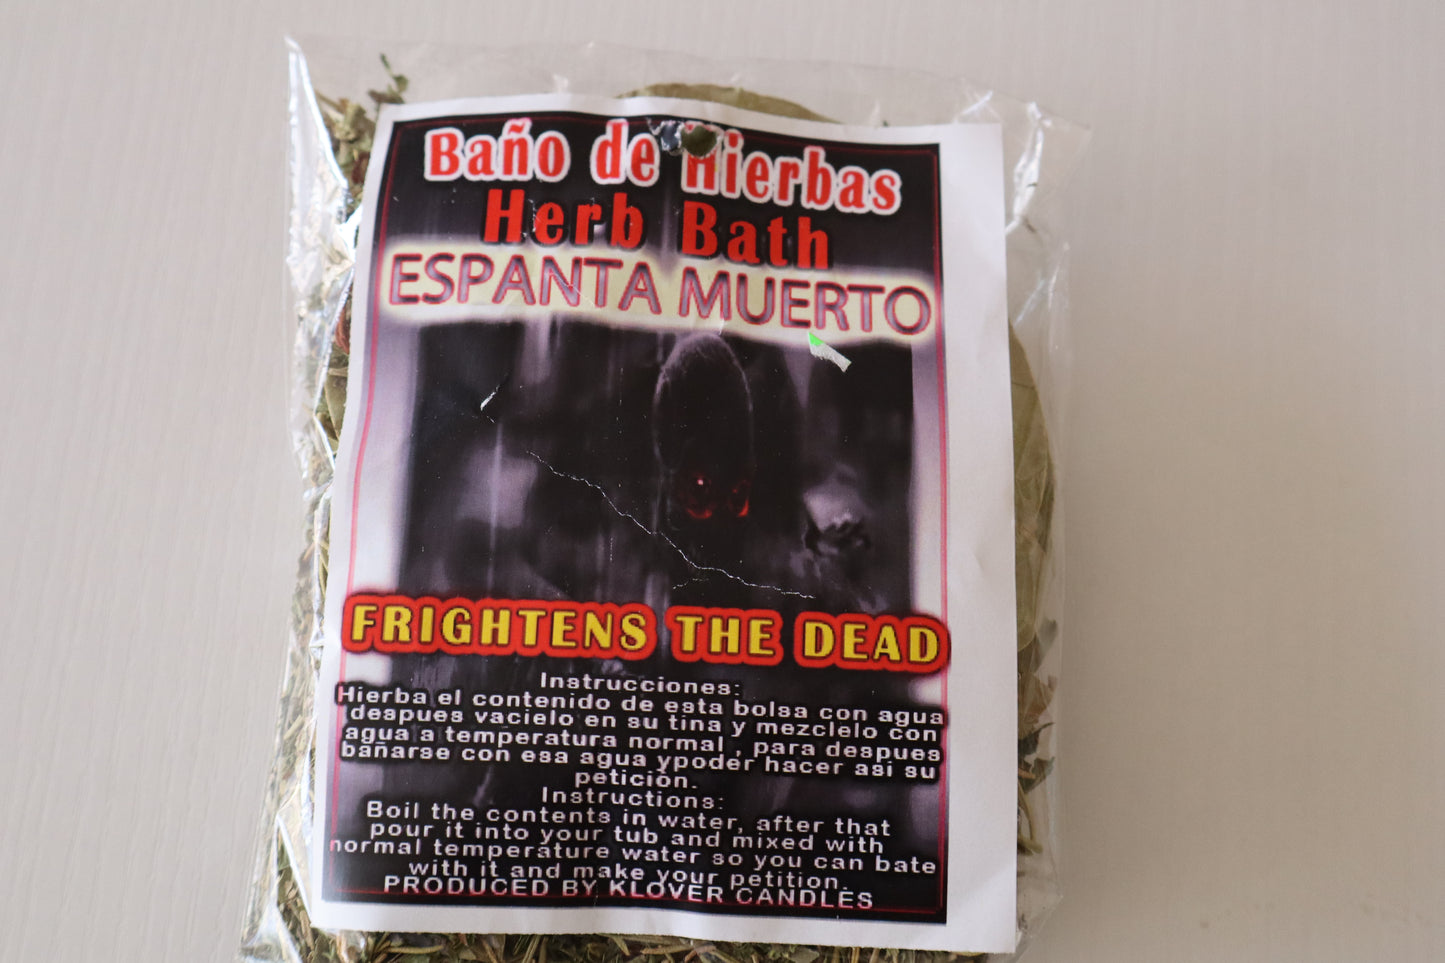 Baño de Hierbas
Herb Bath
ESPANTA MUERTO
FRIGHTENS THE DEAD
Instrucciones:
Hierba el contenido de esta bolsa con agua
despues vacielo en su tina y mezclelo con
agua a temperatura normal , para despues
bañarse con esa agua ypoder hacer asi su
petición.
Instructions:
Boil the contents in water, after that
pour it into your tub and mixed with
normal temperature water so you can bate
with it and make your petition.
PRODUCED BY KLOVER CANDLES